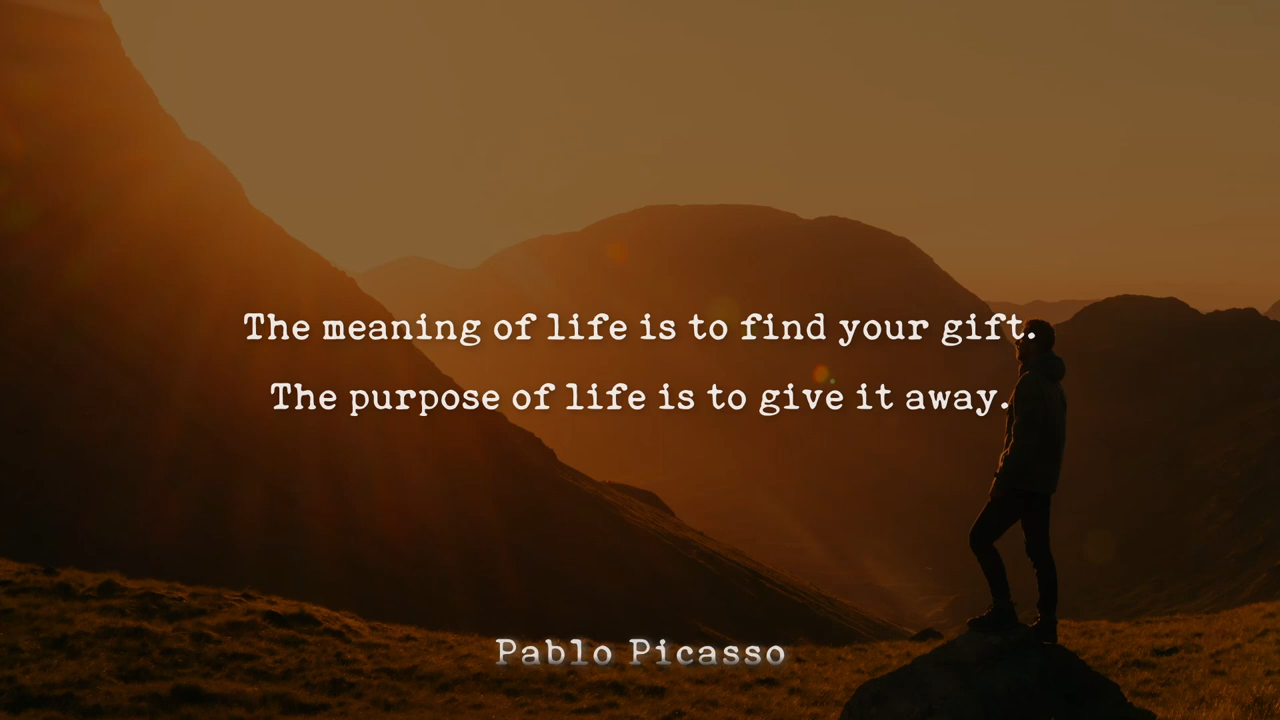 The meaning of life is to find your gift.
The purpose of life is to give it away.
Pablo Picasso